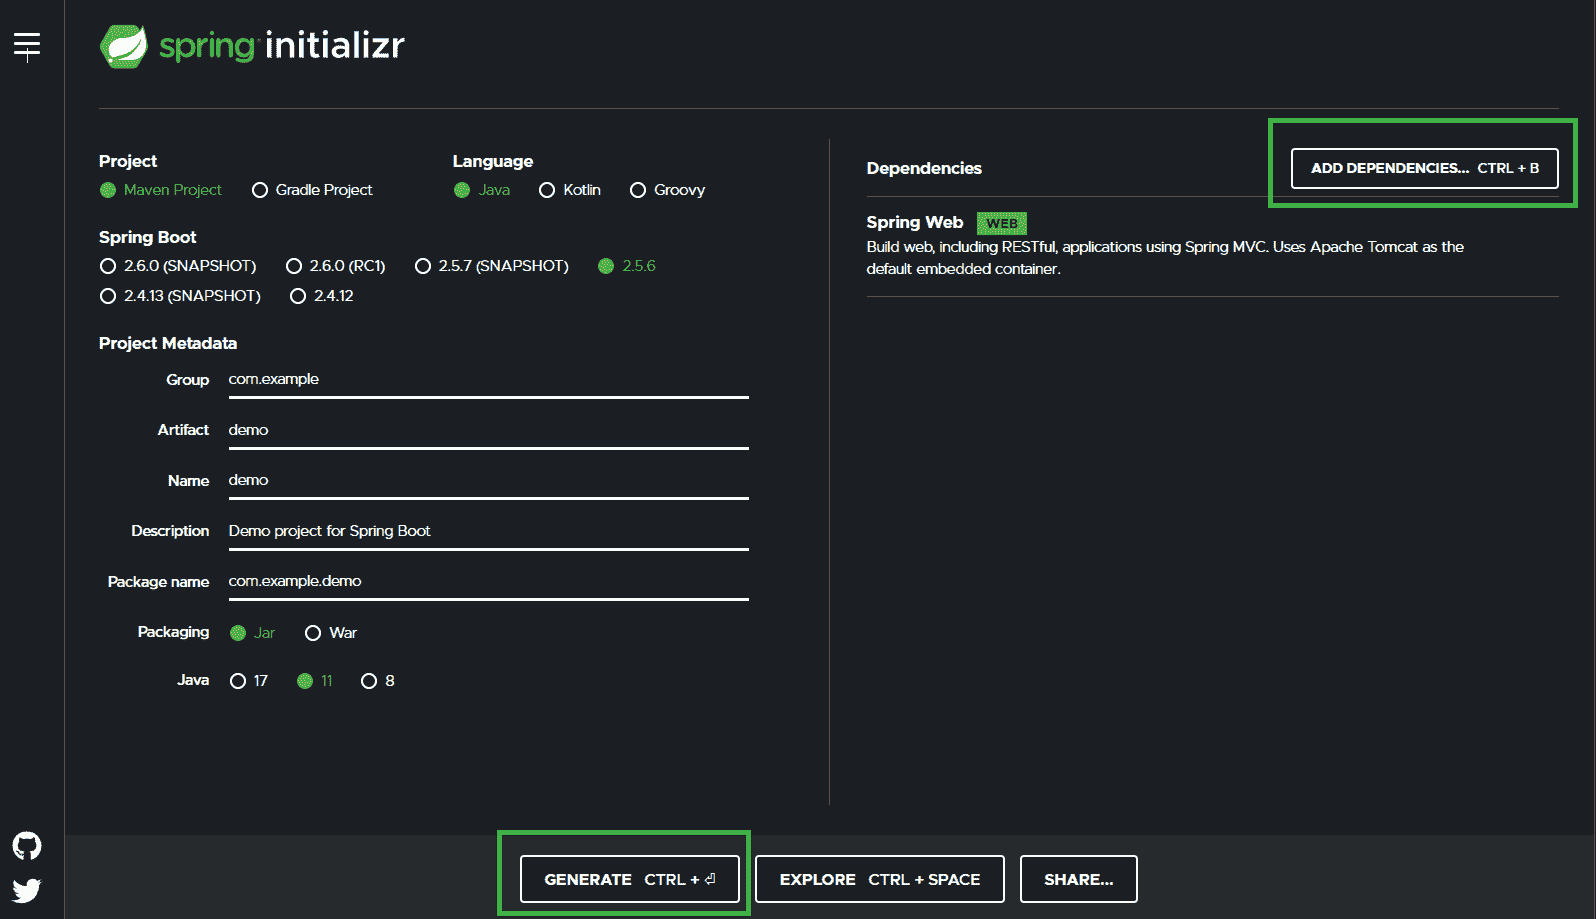 spring initializr
Project
Maven Project Gradle Project
Language
Java Kotlin Groovy
Spring Boot
2.6.0 (SNAPSHOT) 2.6.0 (RC1) 2.5.7 (SNAPSHOT) 2.5.6
2.4.13 (SNAPSHOT) 2.4.12
Project Metadata
Group com.example
Artifact demo
Name demo
Description Demo project for Spring Boot
Package name com.example.demo
Packaging Jar War
Java 17 11 8
Dependencies
ADD DEPENDENCIES... CTRL + B
Spring Web WEB
Build web, including RESTful, applications using Spring MVC. Uses Apache Tomcat as the
default embedded container.
GENERATE CTRL + ⏎
EXPLORE CTRL + SPACE
SHARE...